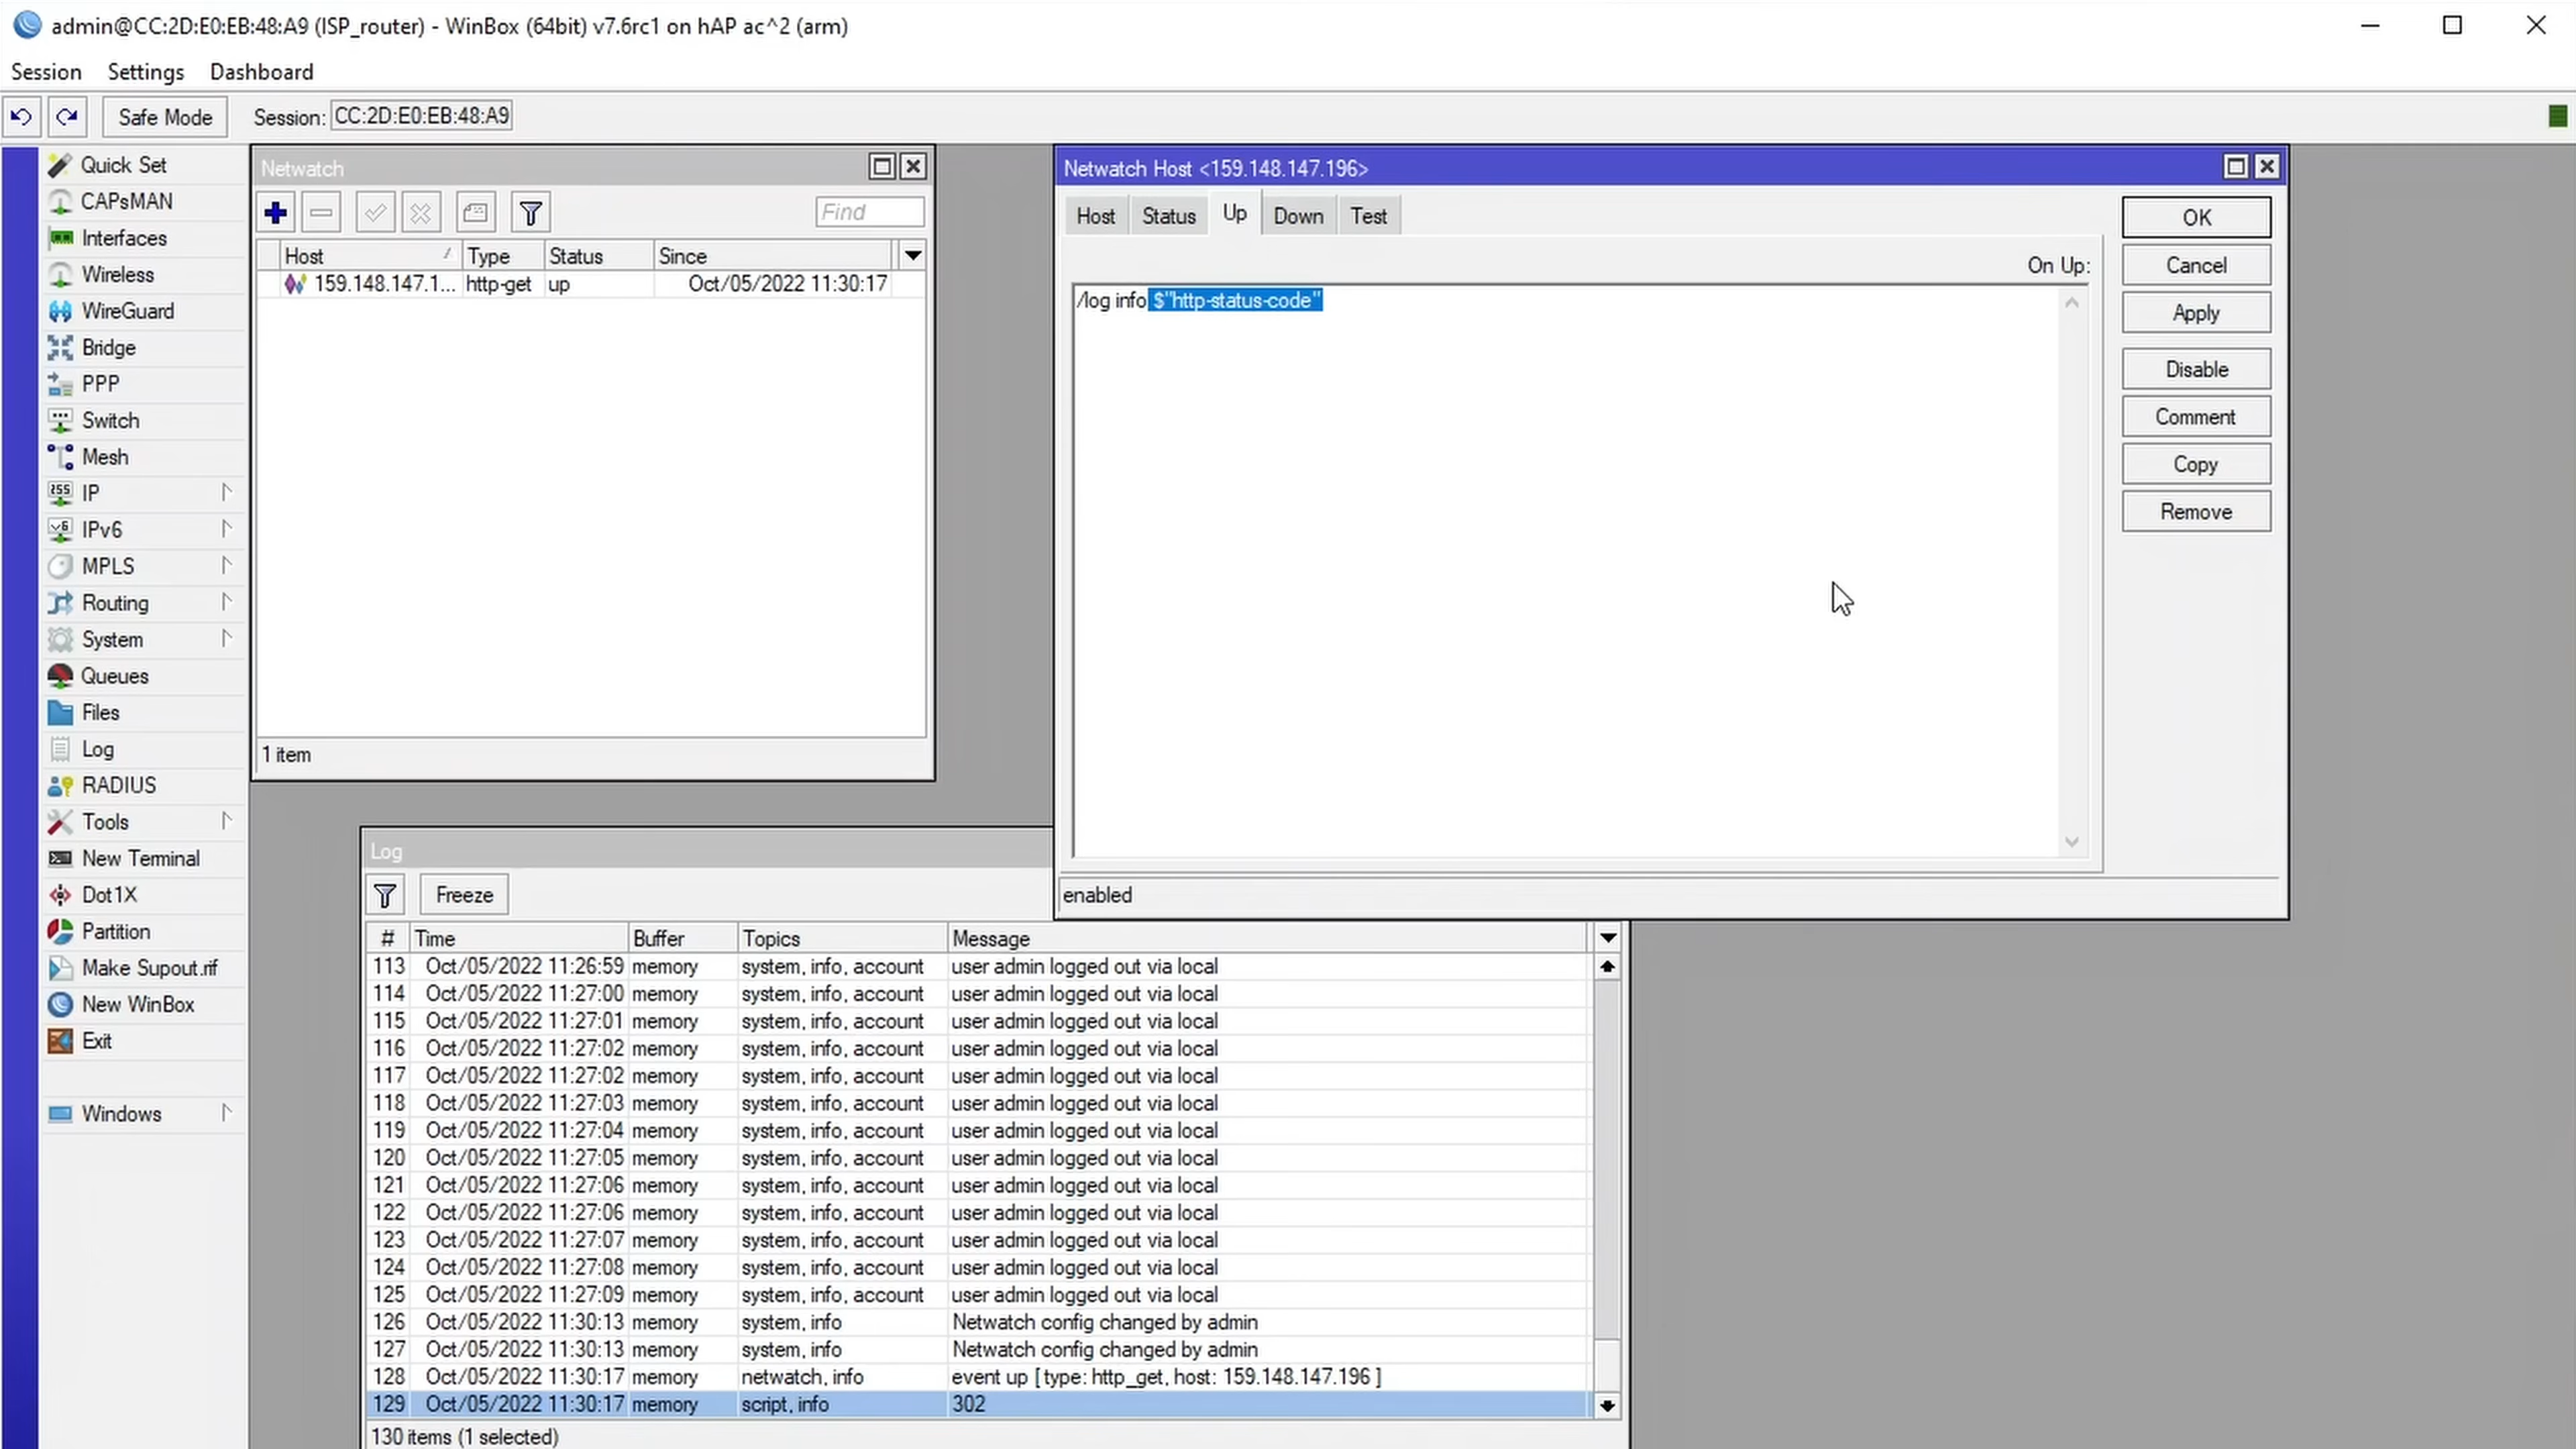 admin@CC:2D:E0:EB:48:A9 (ISP_router) - WinBox (64bit) v7.6rc1 on hAP ac^2 (arm)
Session Settings Dashboard
Safe Mode Session: CC:2D:E0:EB:48:A9
Quick Set
CAPsMAN
Interfaces
Wireless
WireGuard
Bridge
PPP
Switch
Mesh
IP
IPv6
MPLS
Routing
System
Queues
Files
Log
RADIUS
Tools
New Terminal
Dot1X
Partition
Make Supout.rif
New WinBox
Exit
Windows
Netwatch
Find
Host Type Status Since
159.148.147.1... http-get up Oct/05/2022 11:30:17
1 item
Netwatch Host <159.148.147.196>
Host Status Up Down Test
On Up:
/log info $"http-status-code"
OK
Cancel
Apply
Disable
Comment
Copy
Remove
enabled
Log
Freeze
# Time Buffer Topics Message
113 Oct/05/2022 11:26:59 memory system, info, account user admin logged out via local
114 Oct/05/2022 11:27:00 memory system, info, account user admin logged out via local
115 Oct/05/2022 11:27:01 memory system, info, account user admin logged out via local
116 Oct/05/2022 11:27:02 memory system, info, account user admin logged out via local
117 Oct/05/2022 11:27:02 memory system, info, account user admin logged out via local
118 Oct/05/2022 11:27:03 memory system, info, account user admin logged out via local
119 Oct/05/2022 11:27:04 memory system, info, account user admin logged out via local
120 Oct/05/2022 11:27:05 memory system, info, account user admin logged out via local
121 Oct/05/2022 11:27:06 memory system, info, account user admin logged out via local
122 Oct/05/2022 11:27:06 memory system, info, account user admin logged out via local
123 Oct/05/2022 11:27:07 memory system, info, account user admin logged out via local
124 Oct/05/2022 11:27:08 memory system, info, account user admin logged out via local
125 Oct/05/2022 11:27:09 memory system, info, account user admin logged out via local
126 Oct/05/2022 11:30:13 memory system, info Netwatch config changed by admin
127 Oct/05/2022 11:30:13 memory system, info Netwatch config changed by admin
128 Oct/05/2022 11:30:17 memory netwatch, info event up [ type: http_get, host: 159.148.147.196 ]
129 Oct/05/2022 11:30:17 memory script, info 302
130 items (1 selected)